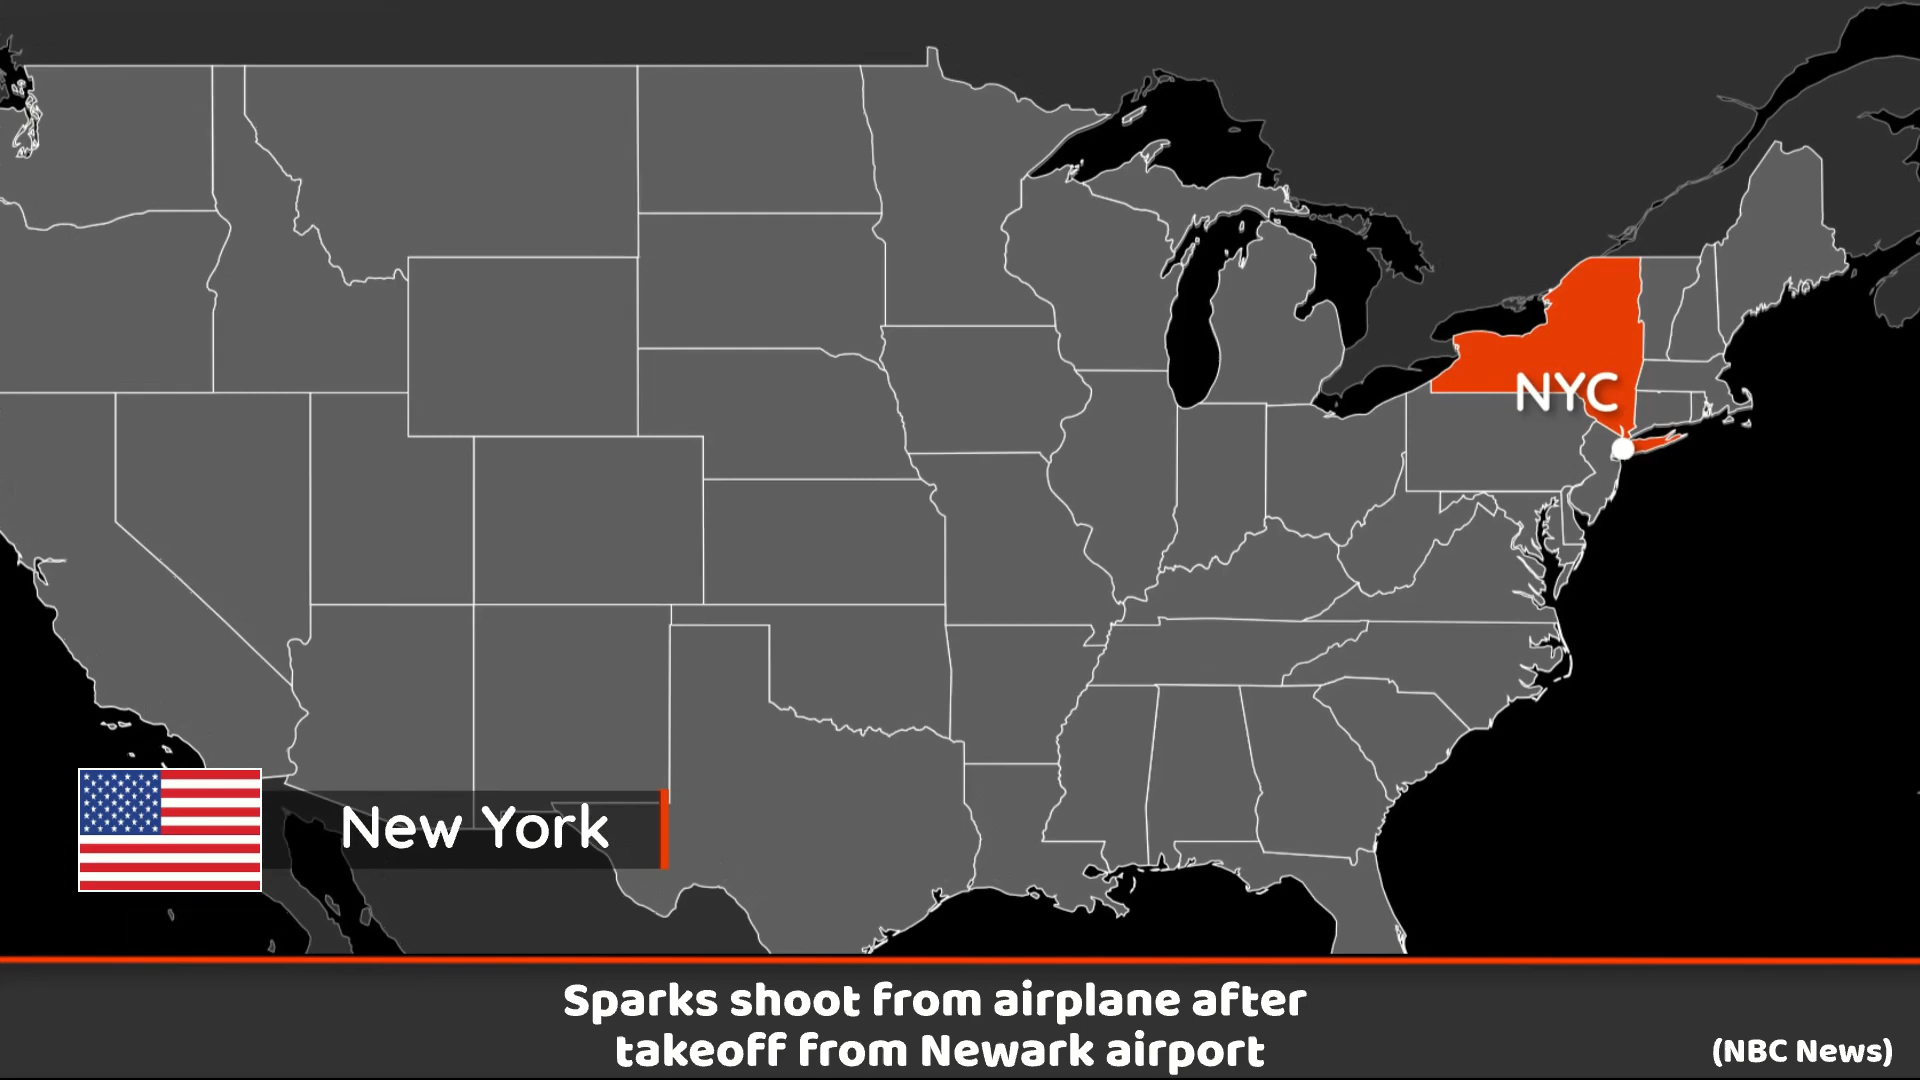 NYC
New York
Sparks shoot from airplane after
takeoff from Newark airport
(NBC News)